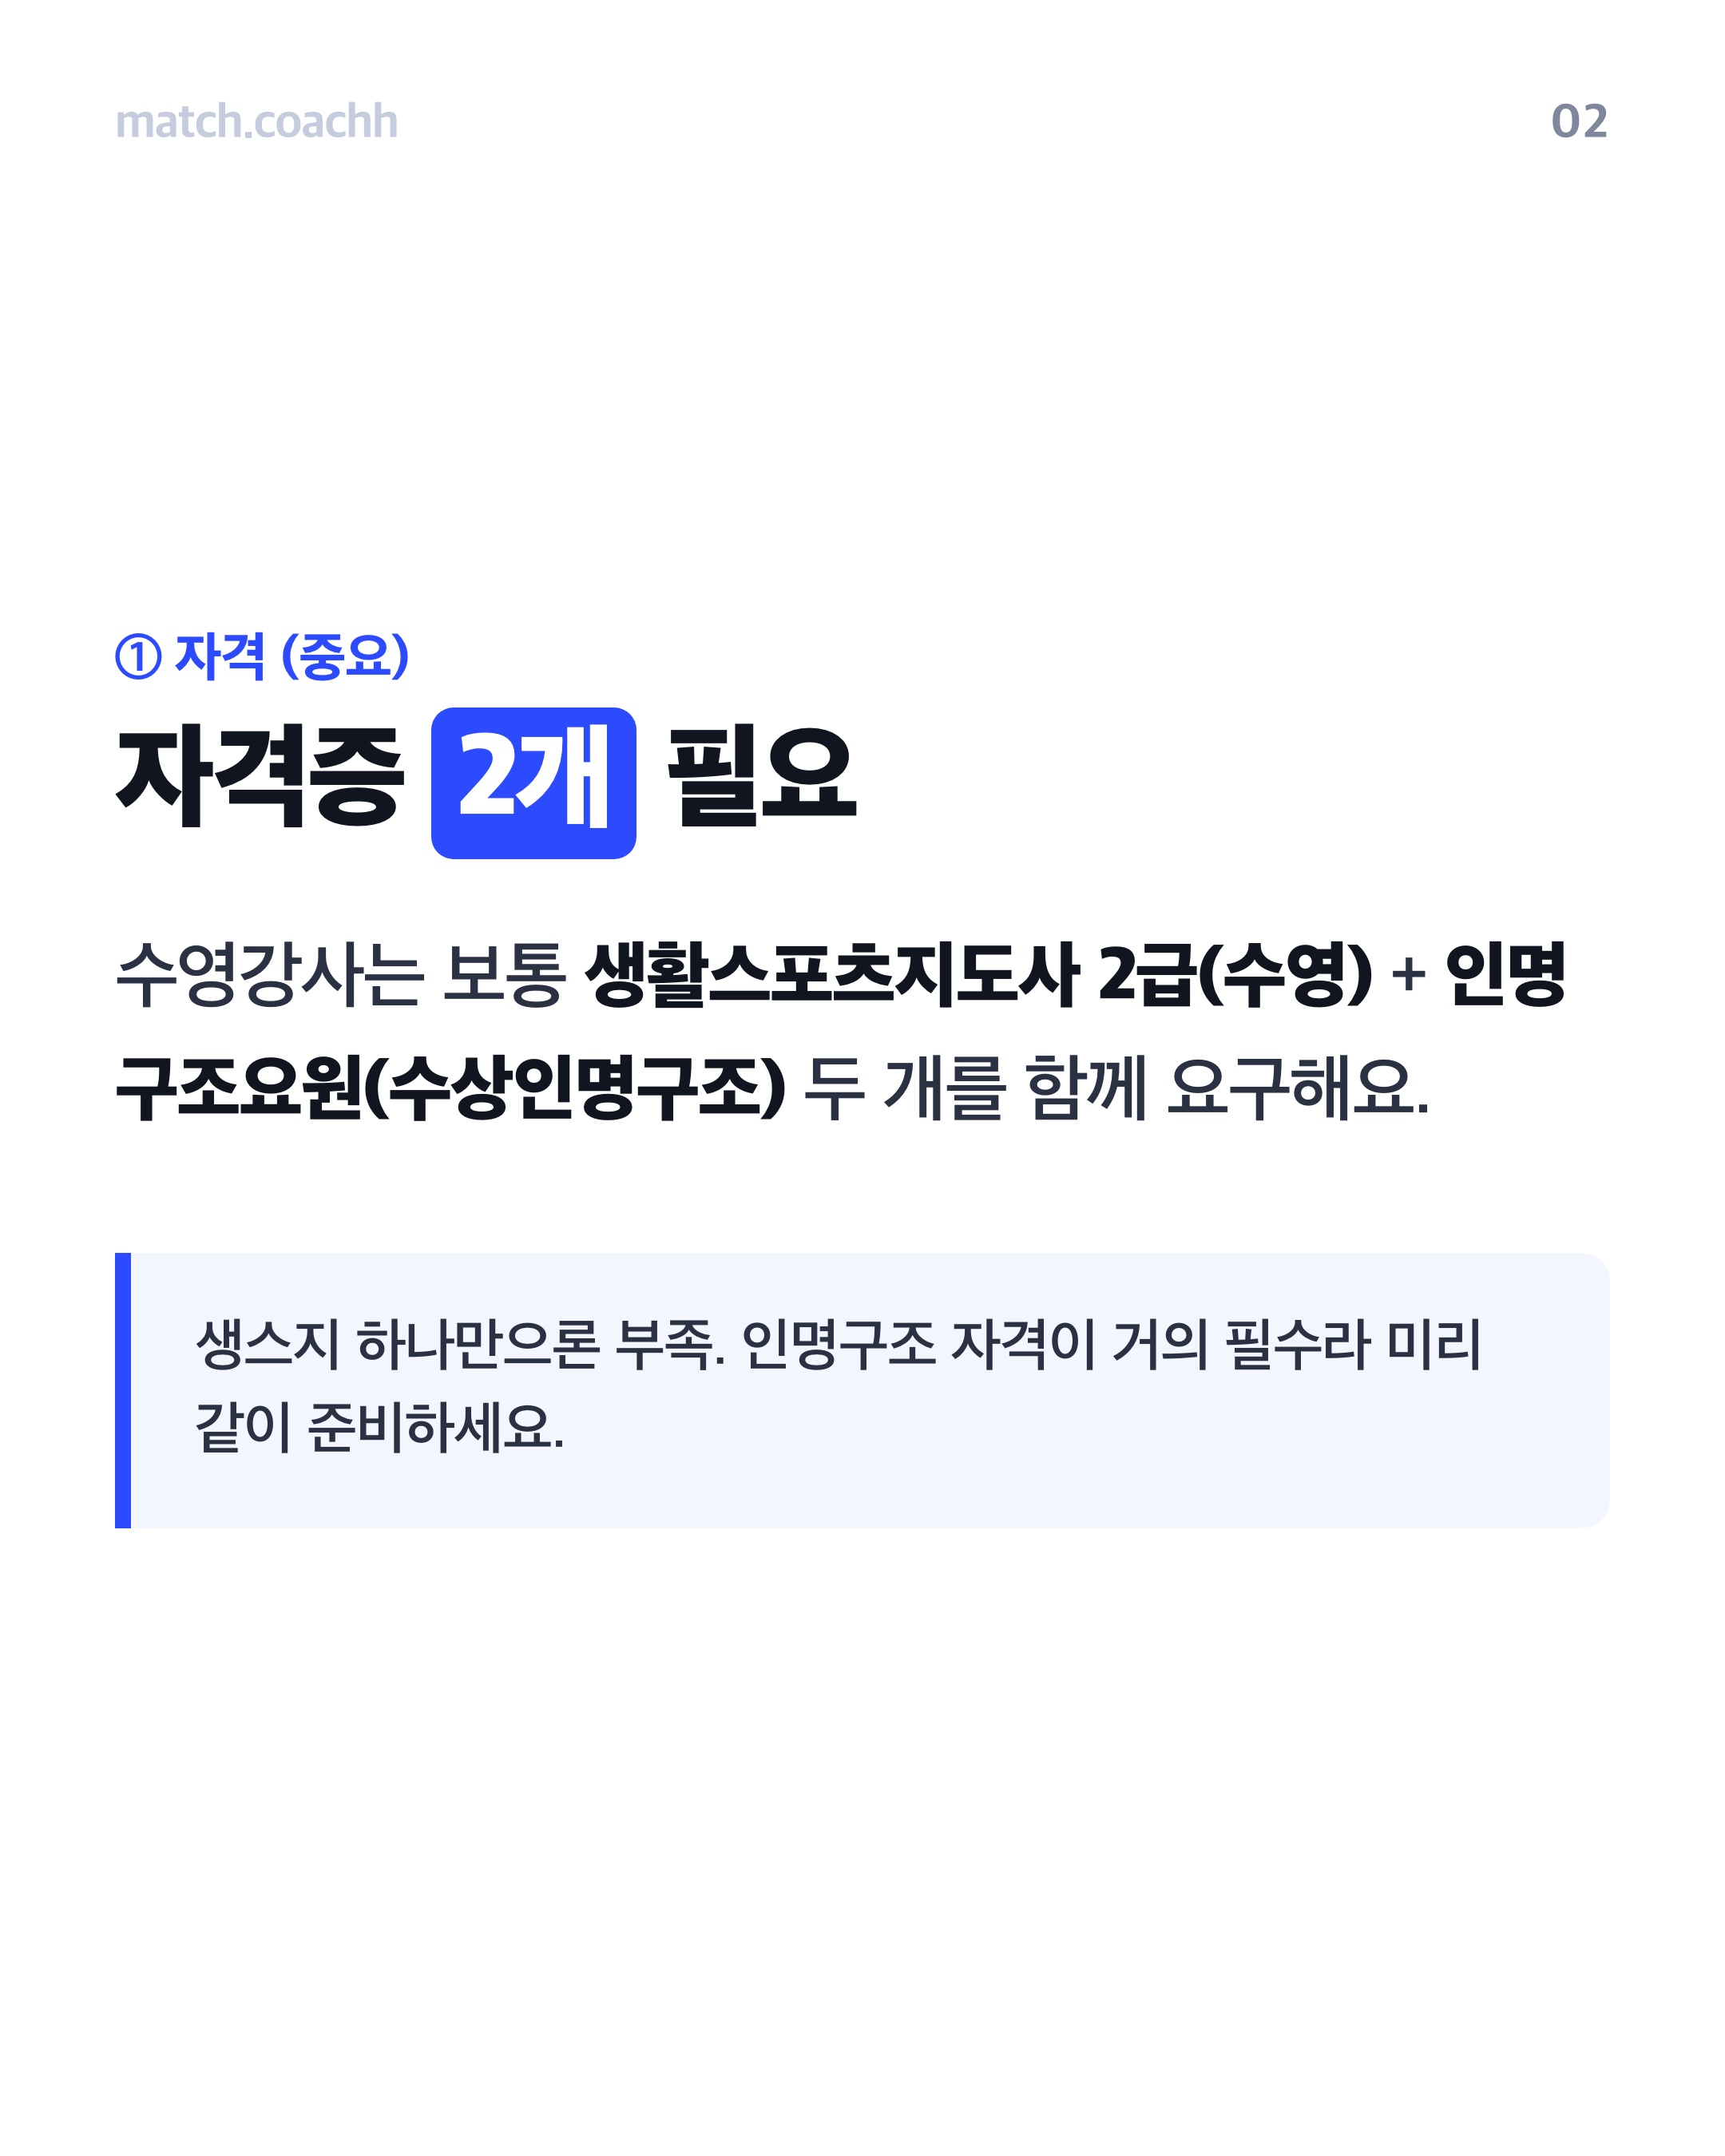 match.coachh
02
① 자격 (중요)
자격증 2개 필요
수영강사는 보통 생활스포츠지도사 2급(수영) + 인명
구조요원(수상인명구조) 두 개를 함께 요구해요.
생스지 하나만으론 부족. 인명구조 자격이 거의 필수라 미리
같이 준비하세요.